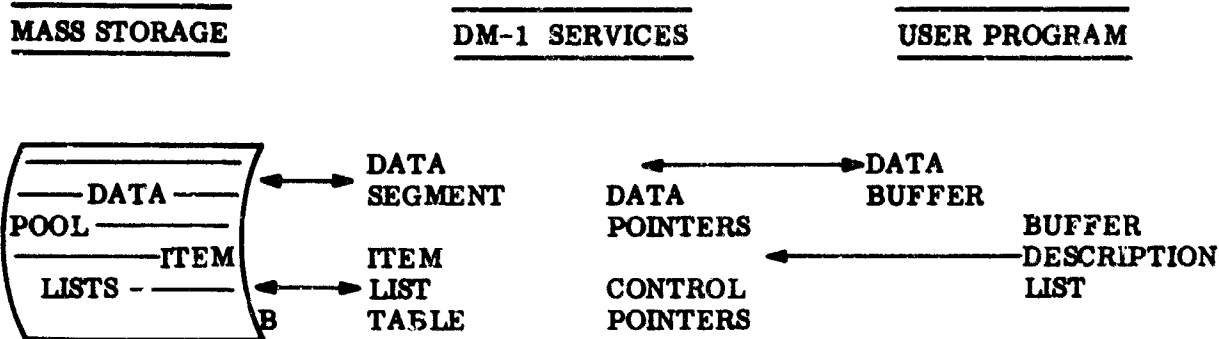 MASS STORAGE
DM-1 SERVICES
USER PROGRAM
DATA
POOL
ITEM
LISTS
B
DATA
SEGMENT
ITEM
LIST
TABLE
DATA
POINTERS
CONTROL
POINTERS
DATA
BUFFER
BUFFER
DESCRIPTION
LIST